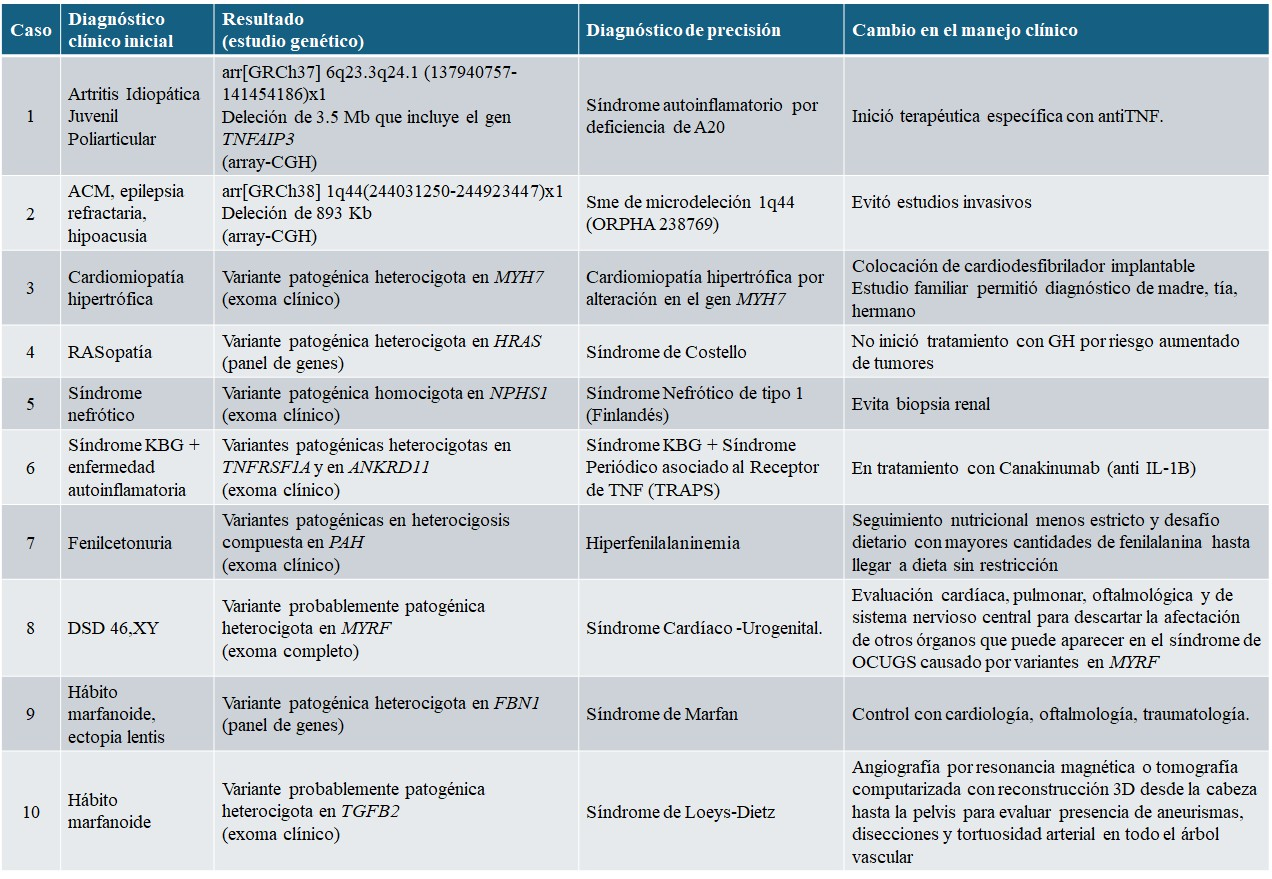 Caso
Diagnóstico
clínico inicial
Resultado
(estudio genético)
Diagnóstico de precisión
Cambio en el manejo clínico
1
Artritis Idiopática
Juvenil
Poliarticular
arr[GRCh37] 6q23.3q24.1 (137940757-
141454186)x1
Deleción de 3.5 Mb que incluye el gen
TNFAIP3
(array-CGH)
Síndrome autoinflamatorio por
deficiencia de A20
Inició terapéutica específica con antiTNF.
2
ACM, epilepsia
refractaria,
hipoacusia
arr[GRCh38] 1q44(244031250-244923447)x1
Deleción de 893 Kb
(array-CGH)
Sme de microdeleción 1q44
(ORPHA 238769)
Evitó estudios invasivos
3
Cardiomiopatía
hipertrófica
Variante patogénica heterocigota en MYH7
(exoma clínico)
Cardiomiopatía hipertrófica por
alteración en el gen MYH7
Colocación de cardiodesfibrilador implantable
Estudio familiar permitió diagnóstico de madre, tía,
hermano
4
RASopatía
Variante patogénica heterocigota en HRAS
(panel de genes)
Síndrome de Costello
No inició tratamiento con GH por riesgo aumentado
de tumores
5
Síndrome
nefrótico
Variante patogénica homocigota en NPHS1
(exoma clínico)
Síndrome Nefrótico de tipo 1
(Finlandés)
Evita biopsia renal
6
Síndrome KBG +
enfermedad
autoinflamatoria
Variantes patogénicas heterocigotas en
TNFRSF1A y en ANKRD11
(exoma clínico)
Síndrome KBG + Síndrome
Periódico asociado al Receptor
de TNF (TRAPS)
En tratamiento con Canakinumab (anti IL-1B)
7
Fenilcetonuria
Variantes patogénicas en heterocigosis
compuesta en PAH
(exoma clínico)
Hiperfenilalaninemia
Seguimiento nutricional menos estricto y desafío
dietario con mayores cantidades de fenilalanina hasta
llegar a dieta sin restricción
8
DSD 46,XY
Variante probablemente patogénica
heterocigota en MYRF
(exoma completo)
Síndrome Cardíaco -Urogenital.
Evaluación cardíaca, pulmonar, oftalmológica y de
sistema nervioso central para descartar la afectación
de otros órganos que puede aparecer en el síndrome de
OCUGS causado por variantes en MYRF
9
Hábito
marfanoide,
ectopia lentis
Variante patogénica heterocigota en FBN1
(panel de genes)
Síndrome de Marfan
Control con cardiología, oftalmología, traumatología.
10
Hábito
marfanoide
Variante probablemente patogénica
heterocigota en TGFB2
(exoma clínico)
Síndrome de Loeys-Dietz
Angiografía por resonancia magnética o tomografía
computarizada con reconstrucción 3D desde la cabeza
hasta la pelvis para evaluar presencia de aneurismas,
disecciones y tortuosidad arterial en todo el árbol
vascular